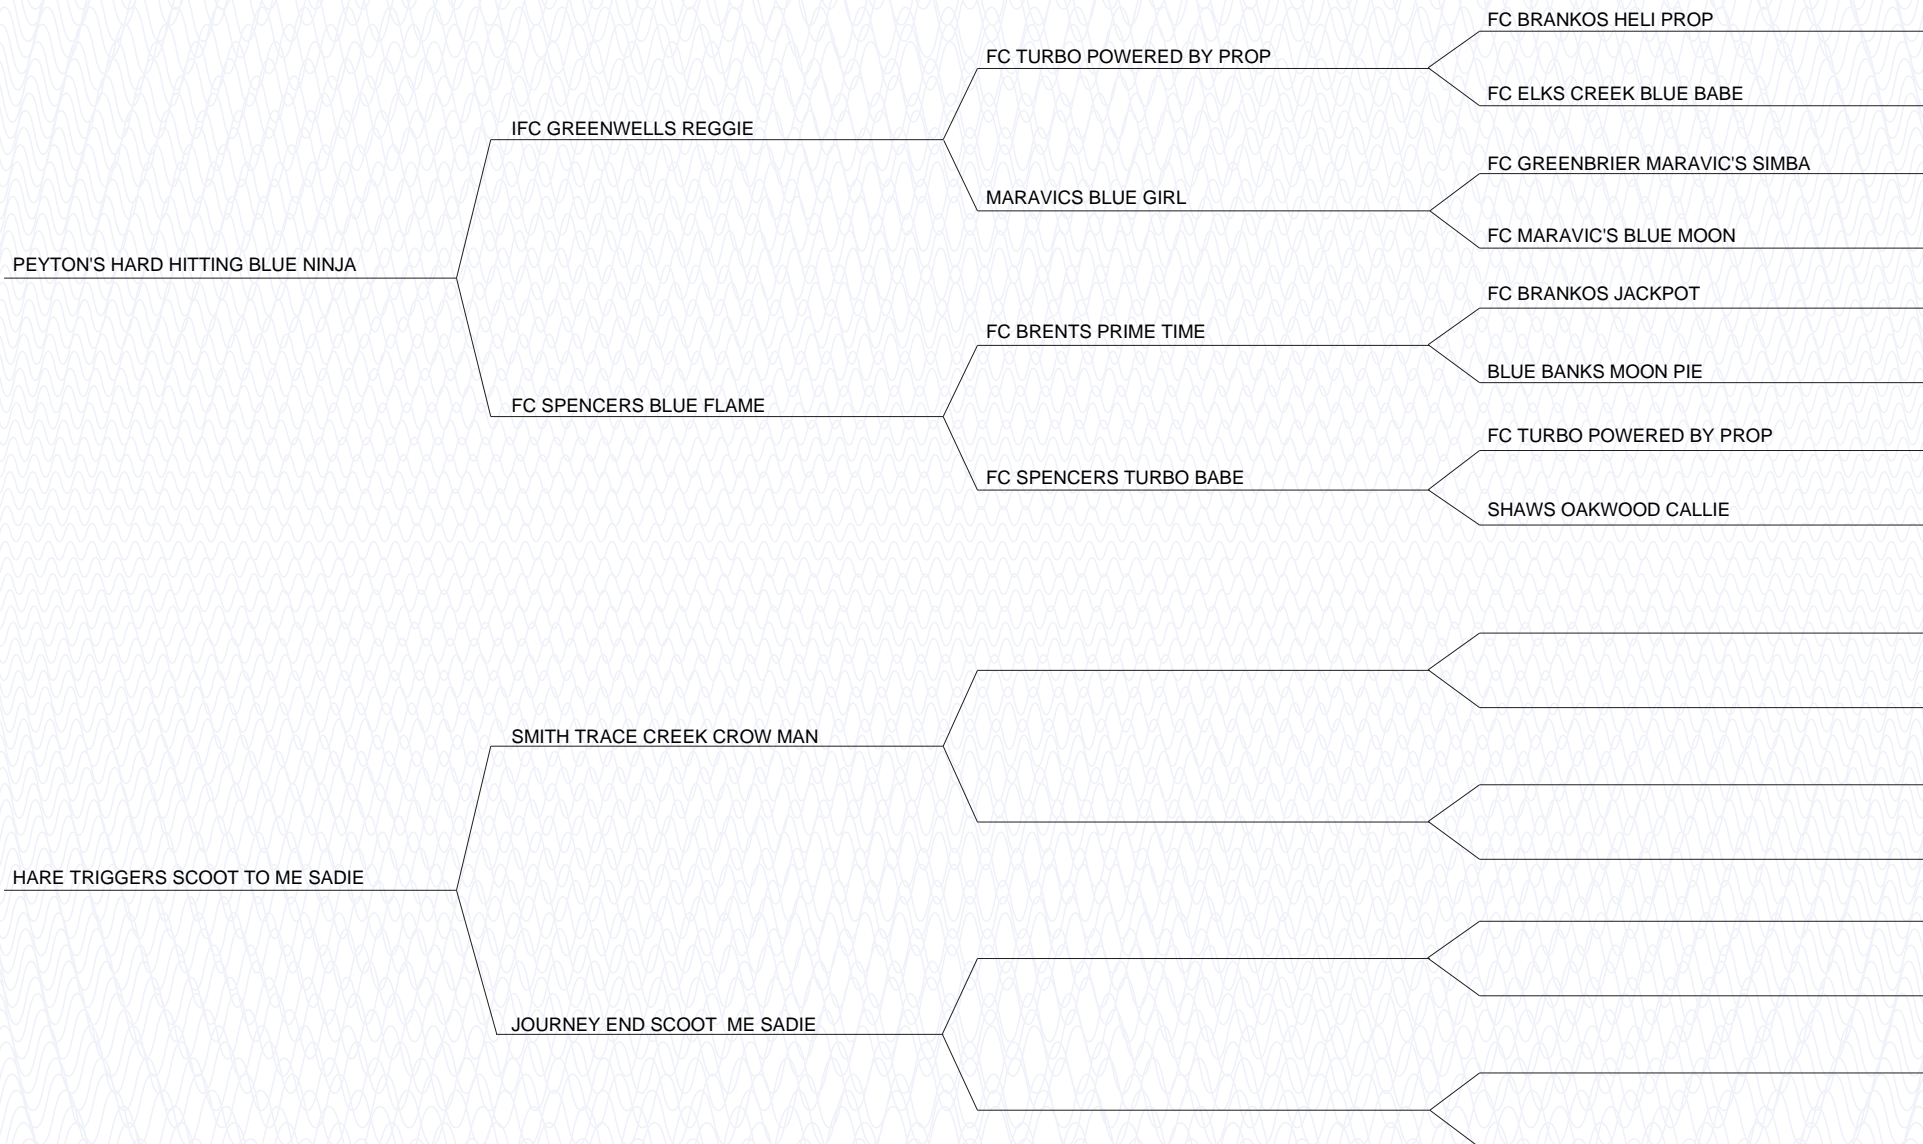 FC BRANKOS HELI PROP
FC TURBO POWERED BY PROP
FC ELKS CREEK BLUE BABE
IFC GREENWELLS REGGIE
FC GREENBRIER MARAVIC'S SIMBA
MARAVICS BLUE GIRL
FC MARAVIC'S BLUE MOON
PEYTON'S HARD HITTING BLUE NINJA
FC BRANKOS JACKPOT
FC BRENTS PRIME TIME
BLUE BANKS MOON PIE
FC SPENCERS BLUE FLAME
FC TURBO POWERED BY PROP
FC SPENCERS TURBO BABE
SHAWS OAKWOOD CALLIE
SMITH TRACE CREEK CROW MAN
HARE TRIGGERS SCOOT TO ME SADIE
JOURNEY END SCOOT  ME SADIE